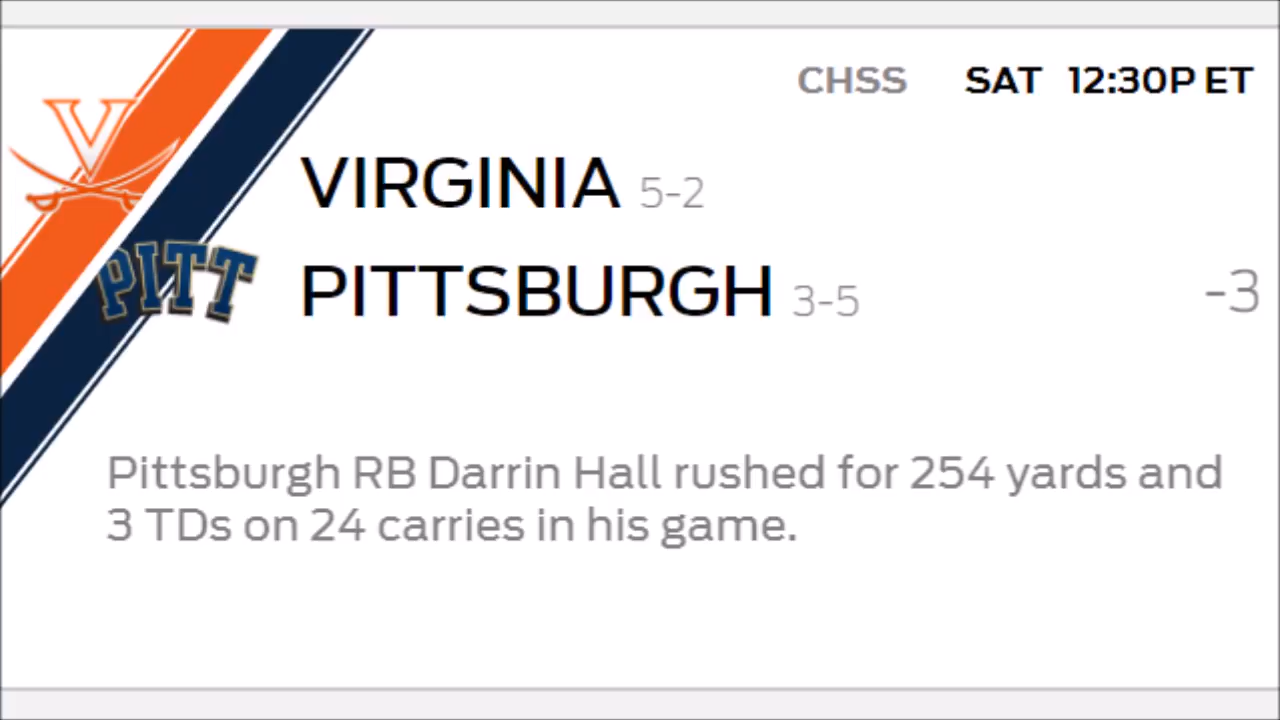 CHSS SAT 12:30P ET
V
VIRGINIA 5-2
PITT
PITTSBURGH 3-5 -3
Pittsburgh RB Darrin Hall rushed for 254 yards and
3 TDs on 24 carries in his game.